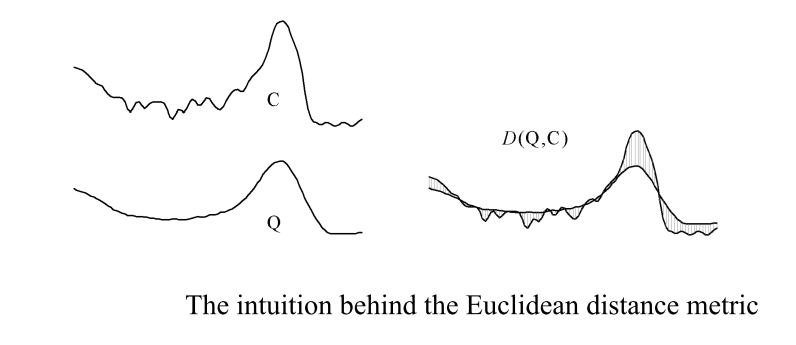 C
D(Q,C)
Q
The intuition behind the Euclidean distance metric